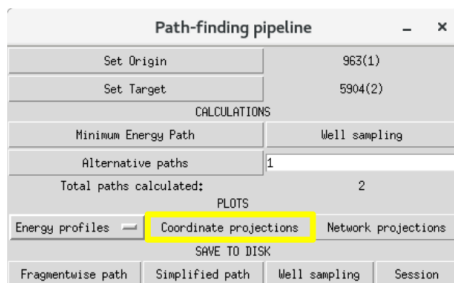 Path-finding pipeline
Set Origin 963(1)
Set Target 5904(2)
CALCULATIONS
Minimum Energy Path Well sampling
Alternative paths 1
Total paths calculated: 2
PLOTS
Energy profiles Coordinate projections Network projections
SAVE TO DISK
Fragmentwise path Simplified path Well sampling Session